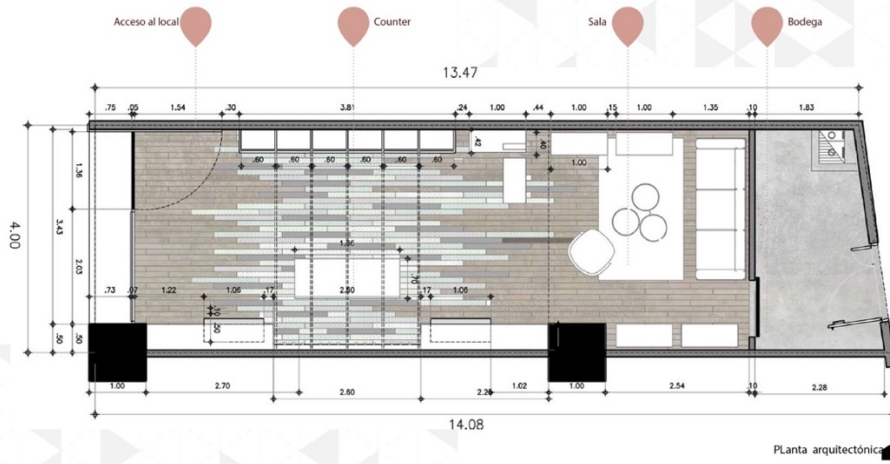 Acceso al local
Counter
Sala
Bodega
13.47
.75 .05 1.54 .30 3.81 .24 1.00 .44 1.00 .15 1.00 1.35 .10 1.83
.42
.40
.60 .60 .60 .60 .60 .60
1.00
1.36
3.43
4.00
2.03
1.36
.70
.73 .07 1.22 1.06 .17 2.60 .17 1.06
.10
.50
.50 .50
1.00 2.70 2.60 2.26 1.02 1.00 2.54 .10 2.28
14.08
PLanta arquitectónica